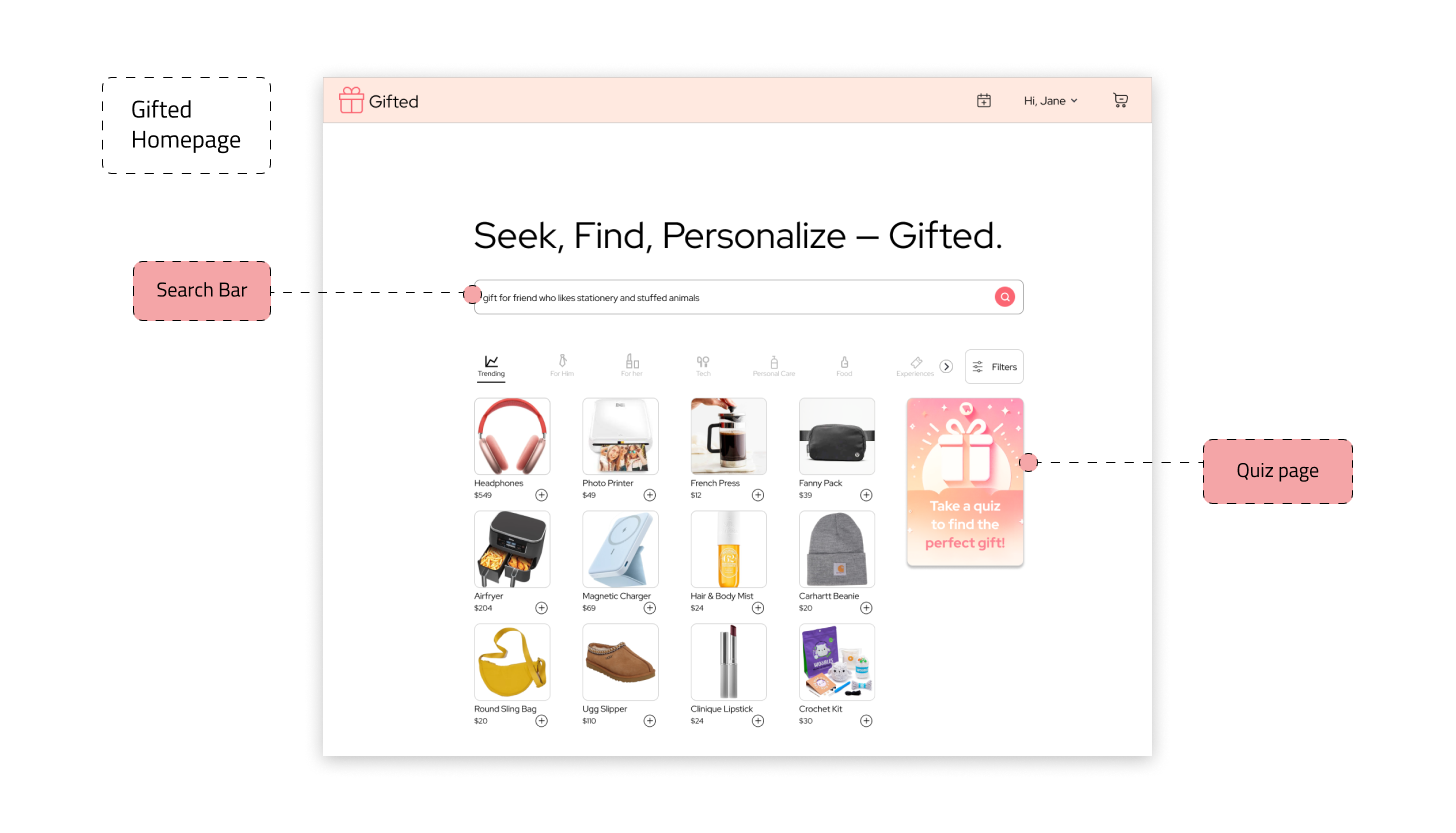 Gifted
Homepage
Gifted
Hi, Jane
Seek, Find, Personalize — Gifted.
Search Bar
gift for friend who likes stationery and stuffed animals
Trending
For Him
For her
Tech
Personal Care
Food
Experiences
Filters
Headphones
$549
Photo Printer
$49
French Press
$12
Fanny Pack
$39
Take a quiz
to find the
perfect gift!
Quiz page
Airfryer
$204
Magnetic Charger
$69
Hair & Body Mist
$24
Carhartt Beanie
$20
Round Sling Bag
$20
Ugg Slipper
$110
Clinique Lipstick
$24
Crochet Kit
$30